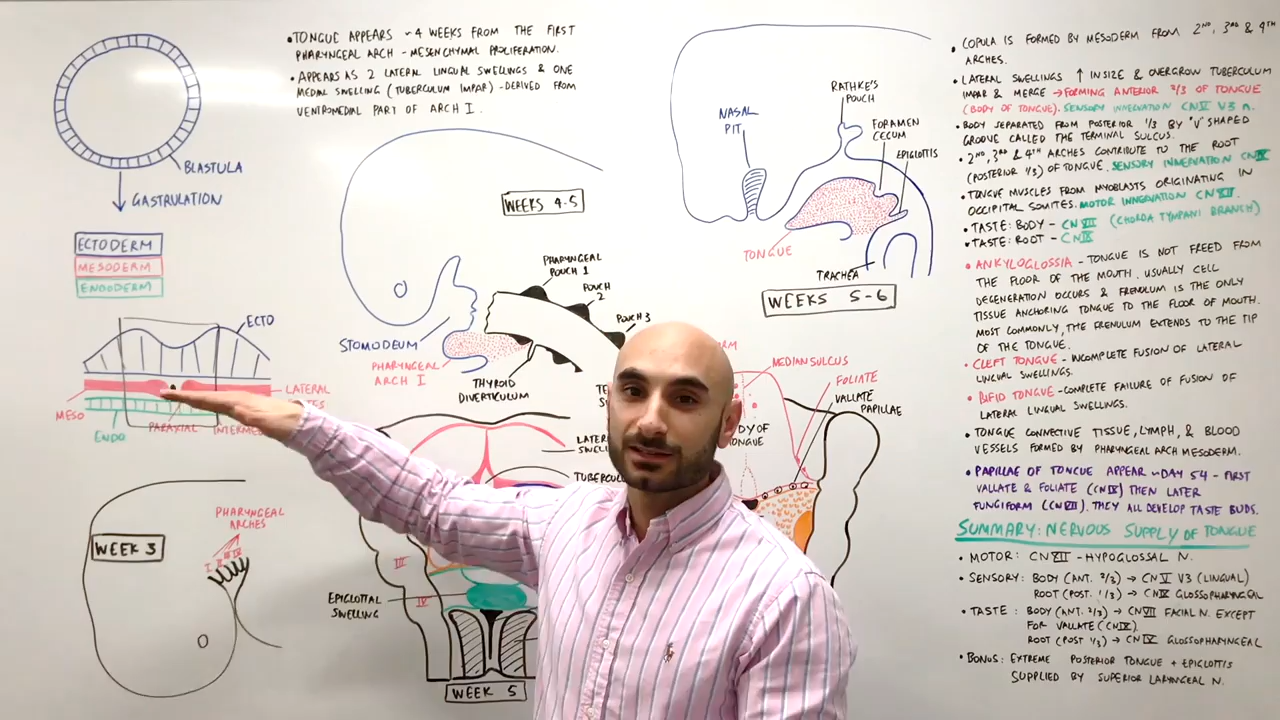 • TONGUE APPEARS ~4 WEEKS FROM THE FIRST
PHARYNGEAL ARCH - MESENCHYMAL PROLIFERATION.
• APPEARS AS 2 LATERAL LINGUAL SWELLINGS & ONE
MEDIAL SWELLING (TUBERCULUM IMPAR) - DERIVED FROM
VENTROMEDIAL PART OF ARCH I.
BLASTULA
GASTRULATION
ECTODERM
MESODERM
ENDODERM
ECTO
MESO
ENDO
PARAXIAL
LATERAL
WEEK 3
PHARYNGEAL
ARCHES
I
WEEKS 4-5
PHARYNGEAL
POUCH 1
POUCH
2
POUCH 3
STOMODEUM
PHARYNGEAL
ARCH I
THYROID
DIVERTICULUM
III
IV
EPIGLOTTAL
SWELLING
WEEK 5
NASAL
PIT
RATHKE'S
POUCH
FORAMEN
CECUM
EPIGLOTTIS
TONGUE
TRACHEA
WEEKS 5-6
MEDIAN SULCUS
FOLIATE
VALLATE
PAPILLAE
• COPULA IS FORMED BY MESODERM FROM 2ND, 3RD & 4TH
ARCHES.
• LATERAL SWELLINGS ↑ IN SIZE & OVERGROW TUBERCULUM
IMPAR & MERGE → FORMING ANTERIOR 2/3 OF TONGUE
(BODY OF TONGUE). SENSORY INNERVATION CN V V3 n.
• BODY SEPARATED FROM POSTERIOR 1/3 BY "V" SHAPED
GROOVE CALLED THE TERMINAL SULCUS.
• 2ND, 3RD & 4TH ARCHES CONTRIBUTE TO THE ROOT
(POSTERIOR 1/3) OF TONGUE. SENSORY INNERVATION CN IX
• TONGUE MUSCLES FROM MYOBLASTS ORIGINATING IN
OCCIPITAL SOMITES. MOTOR INNERVATION CN XII.
• TASTE: BODY - CN VII (CHORDA TYMPANI BRANCH)
• TASTE: ROOT - CN IX
• ANKYLOGLOSSIA - TONGUE IS NOT FREED FROM
THE FLOOR OF THE MOUTH. USUALLY CELL
DEGENERATION OCCURS & FRENULUM IS THE ONLY
TISSUE ANCHORING TONGUE TO THE FLOOR OF MOUTH.
MOST COMMONLY, THE FRENULUM EXTENDS TO THE TIP
OF THE TONGUE.
• CLEFT TONGUE - INCOMPLETE FUSION OF LATERAL
LINGUAL SWELLINGS.
• BIFID TONGUE - COMPLETE FAILURE OF FUSION OF
LATERAL LINGUAL SWELLINGS.
• TONGUE CONNECTIVE TISSUE, LYMPH, & BLOOD
VESSELS FORMED BY PHARYNGEAL ARCH MESODERM.
• PAPILLAE OF TONGUE APPEAR ~DAY 54 - FIRST
VALLATE & FOLIATE (CN IX) THEN LATER
FUNGIFORM (CN VII). THEY ALL DEVELOP TASTE BUDS.
SUMMARY: NERVOUS SUPPLY OF TONGUE
• MOTOR: CN XII - HYPOGLOSSAL N.
• SENSORY: BODY (ANT. 2/3) → CN V V3 (LINGUAL)
ROOT (POST. 1/3) → CN IX GLOSSOPHARYNGEAL
• TASTE: BODY (ANT. 2/3) → CN VII FACIAL N. EXCEPT
FOR VALLATE (CN IX).
ROOT (POST 1/3) → CN IX GLOSSOPHARYNGEAL
• BONUS: EXTREME POSTERIOR TONGUE + EPIGLOTTIS
SUPPLIED BY SUPERIOR LARYNGEAL N.